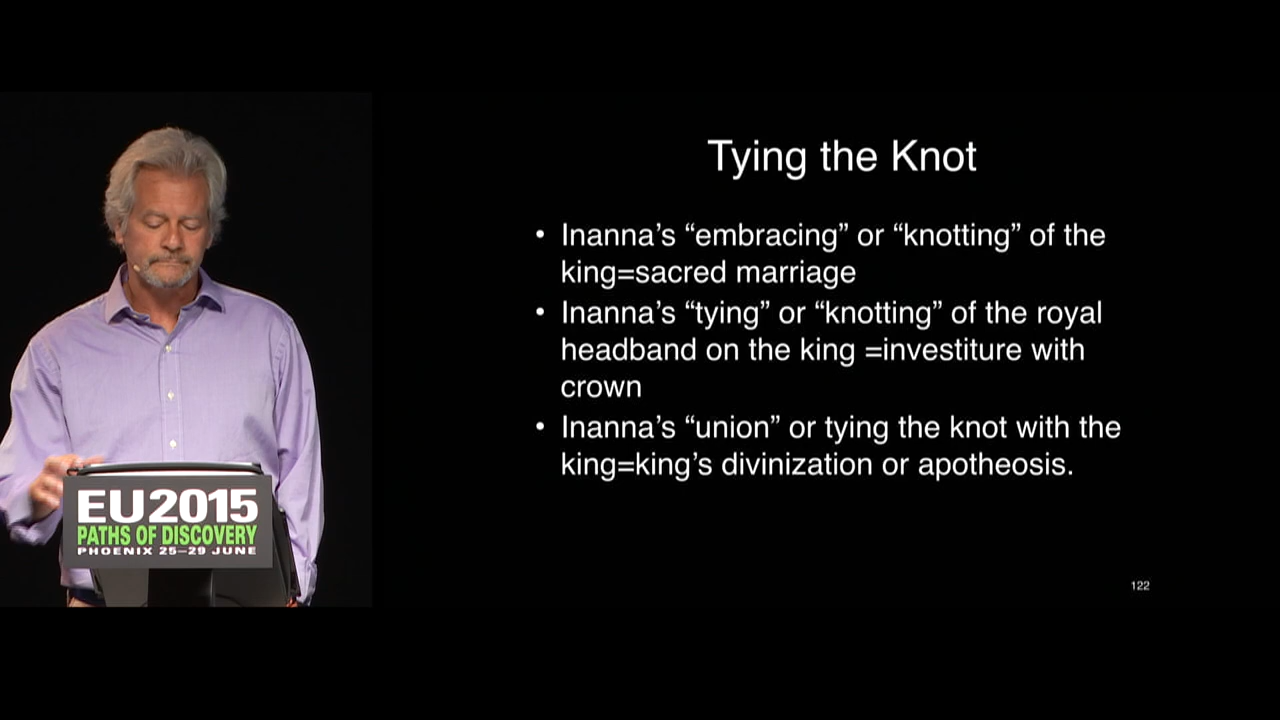 Tying the Knot
• Inanna's “embracing” or “knotting” of the
king=sacred marriage
• Inanna's “tying” or “knotting” of the royal
headband on the king =investiture with
crown
• Inanna's “union” or tying the knot with the
king=king's divinization or apotheosis.
122
EU2015
PATHS OF DISCOVERY
PHOENIX 25–29 JUNE